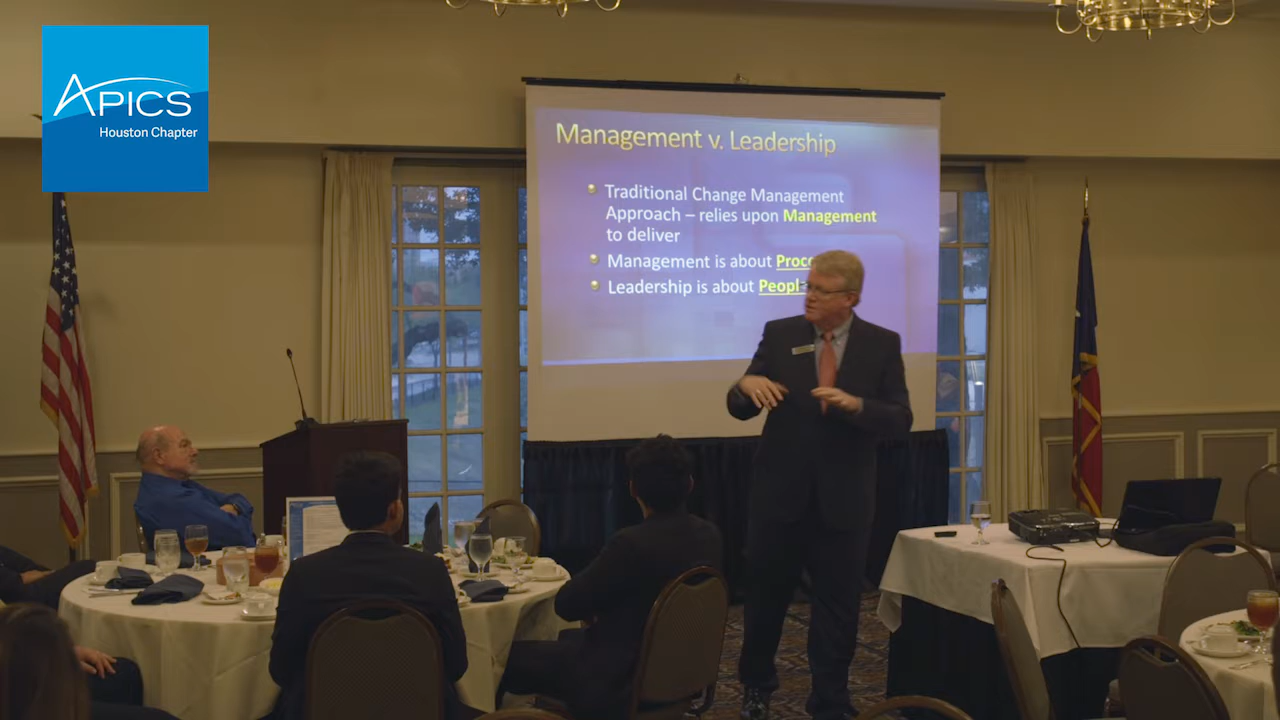 APICS
Houston Chapter
Management v. Leadership
Traditional Change Management
Approach – relies upon Management
to deliver
Management is about
Leadership is about